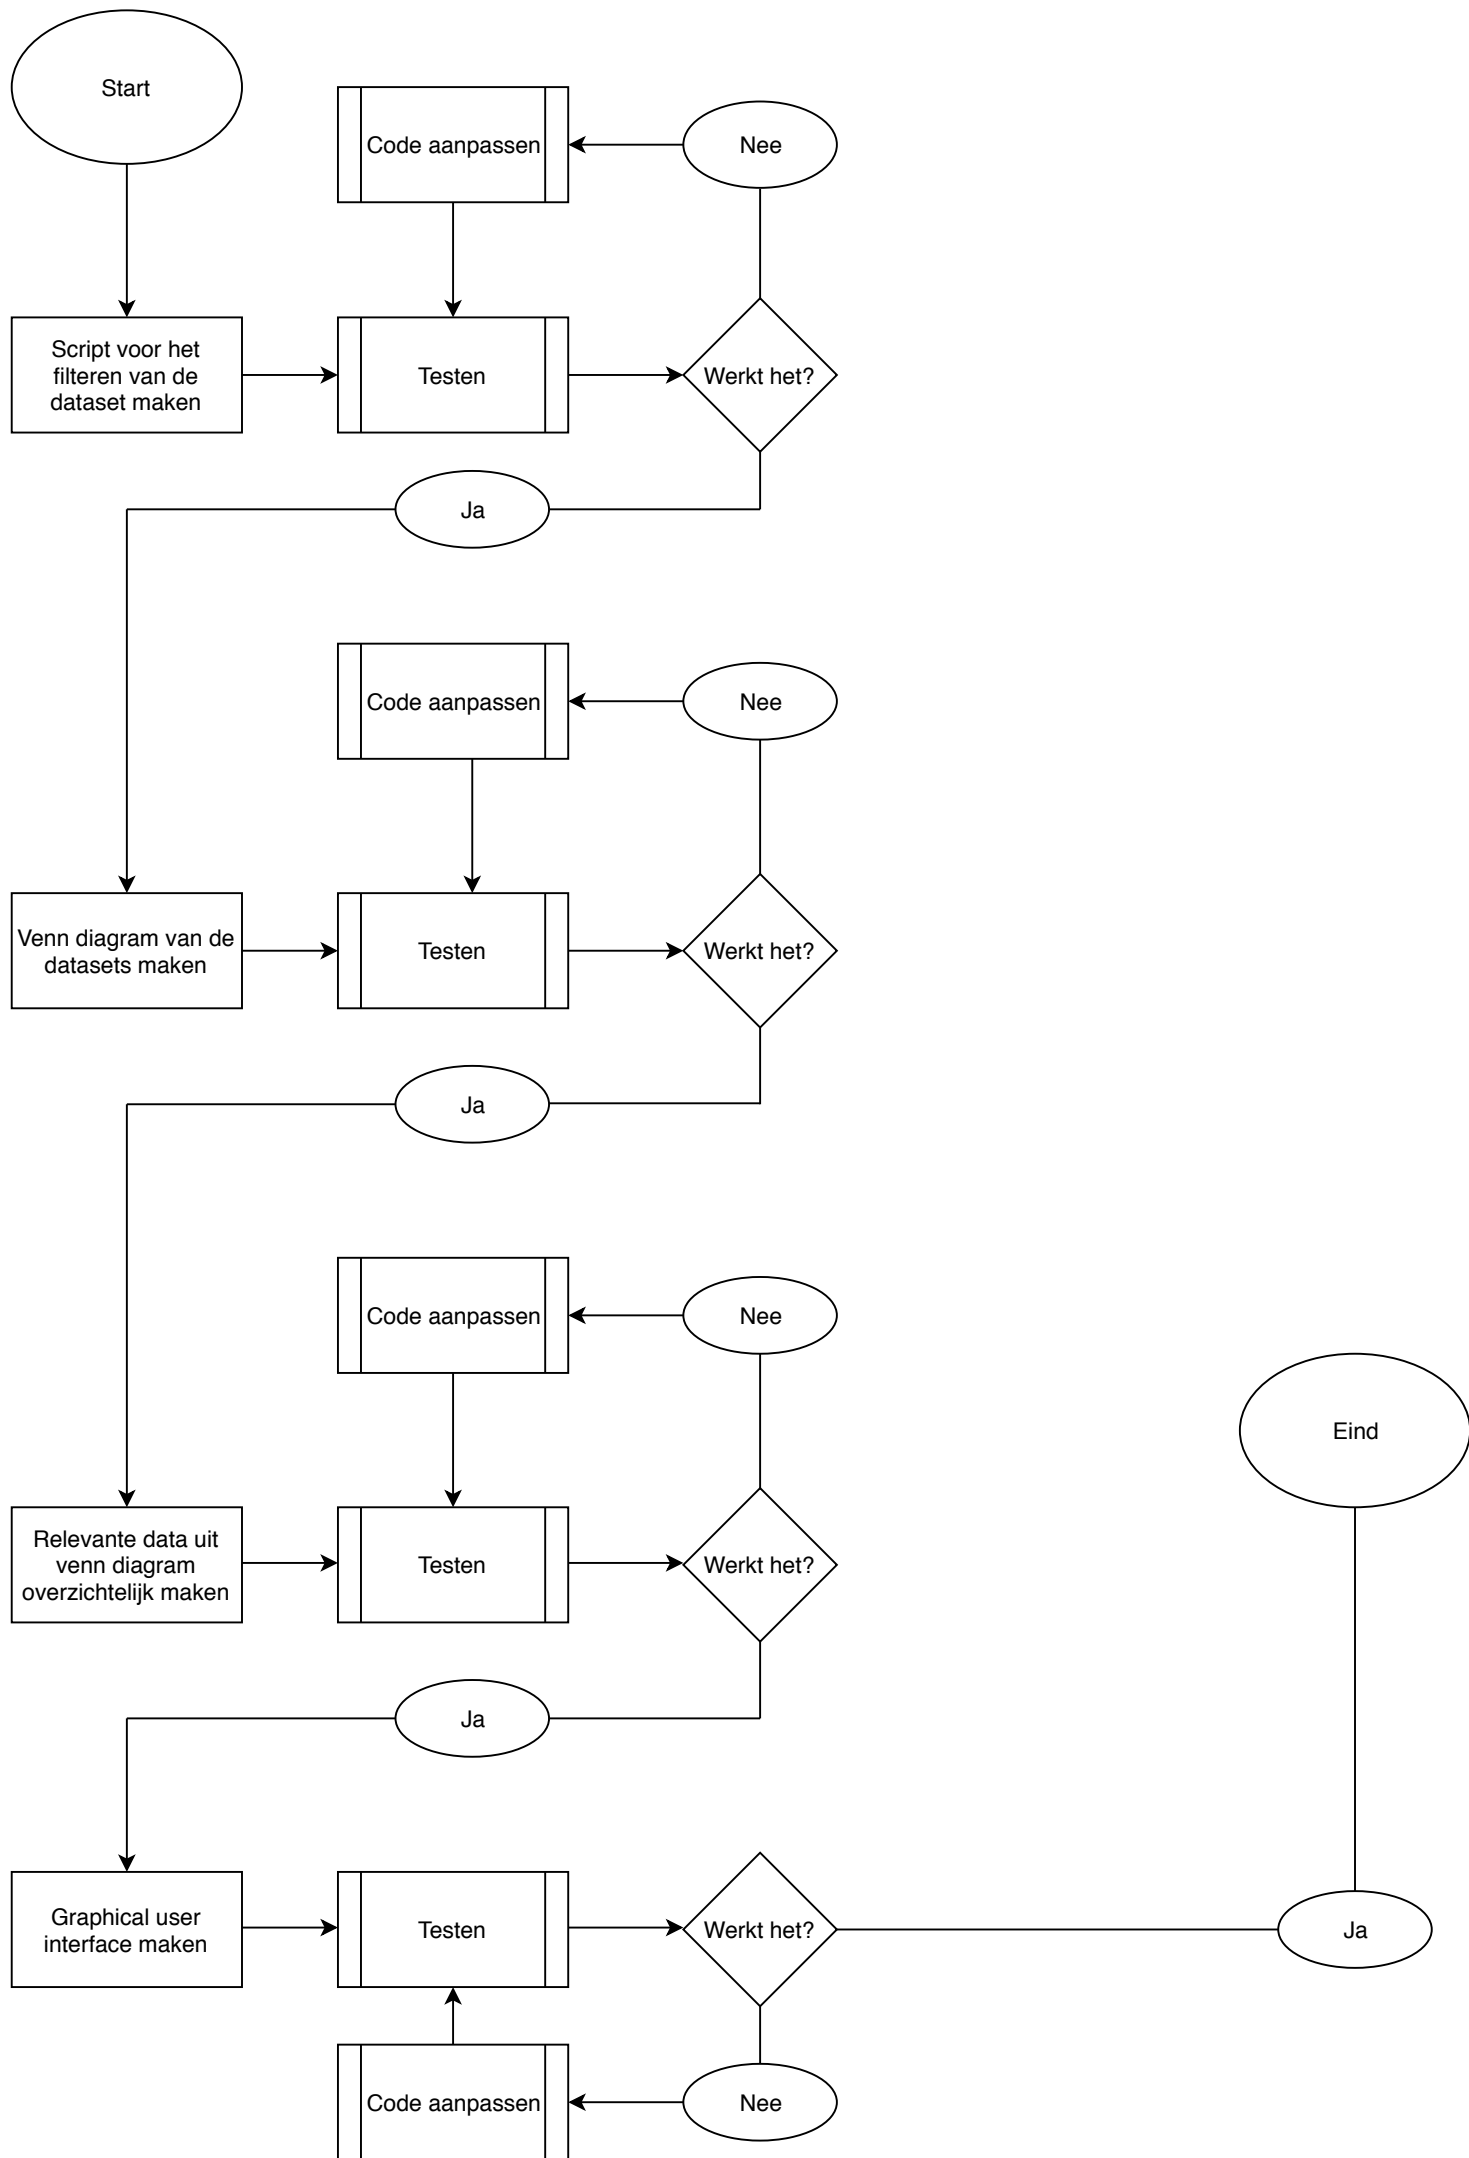 Start
Code aanpassen
Nee
Script voor het
filteren van de
dataset maken
Testen
Werkt het?
Ja
Code aanpassen
Nee
Venn diagram van de
datasets maken
Testen
Werkt het?
Ja
Code aanpassen
Nee
Eind
Relevante data uit
venn diagram
overzichtelijk maken
Testen
Werkt het?
Ja
Graphical user
interface maken
Testen
Werkt het?
Ja
Code aanpassen
Nee